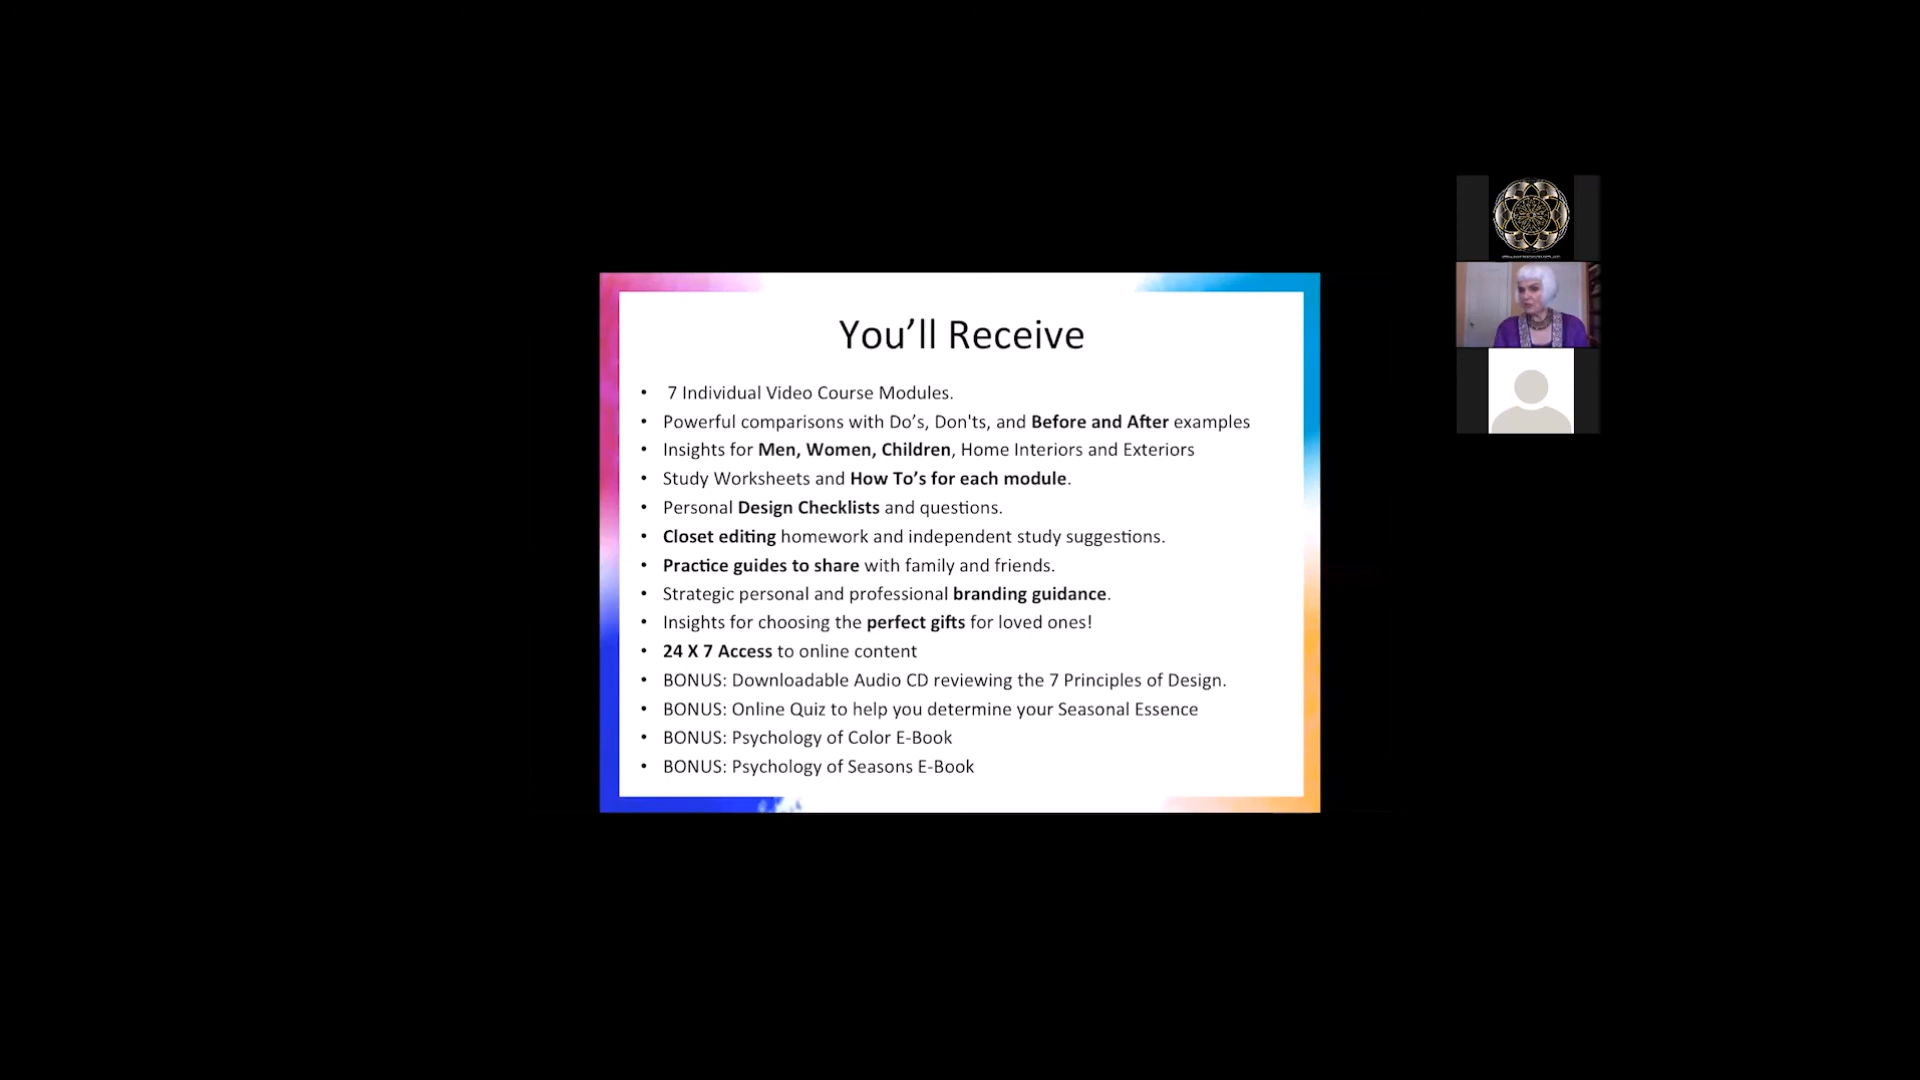 You’ll Receive
• 7 Individual Video Course Modules.
• Powerful comparisons with Do’s, Don'ts, and Before and After examples
• Insights for Men, Women, Children, Home Interiors and Exteriors
• Study Worksheets and How To’s for each module.
• Personal Design Checklists and questions.
• Closet editing homework and independent study suggestions.
• Practice guides to share with family and friends.
• Strategic personal and professional branding guidance.
• Insights for choosing the perfect gifts for loved ones!
• 24 X 7 Access to online content
• BONUS: Downloadable Audio CD reviewing the 7 Principles of Design.
• BONUS: Online Quiz to help you determine your Seasonal Essence
• BONUS: Psychology of Color E-Book
• BONUS: Psychology of Seasons E-Book